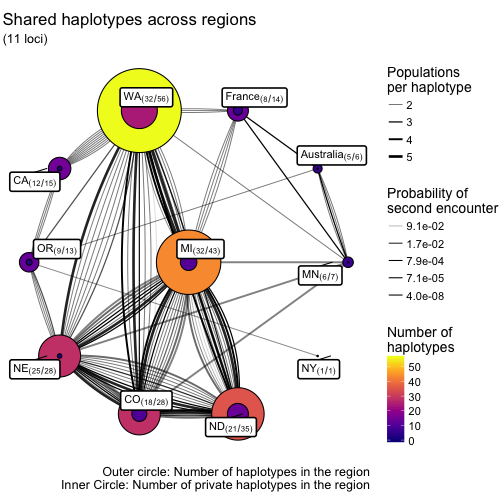 Shared haplotypes across regions
(11 loci)
WA(32/56)
France(8/14)
Australia(5/6)
CA(12/15)
OR(9/13)
MI(32/43)
MN(6/7)
NE(25/28)
NY(1/1)
CO(18/28)
ND(21/35)
Populations
per haplotype
2
3
4
5
Probability of
second encounter
9.1e-02
1.7e-02
7.9e-04
7.1e-05
4.0e-08
Number of
haplotypes
50
40
30
20
10
0
Outer circle: Number of haplotypes in the region
Inner Circle: Number of private haplotypes in the region